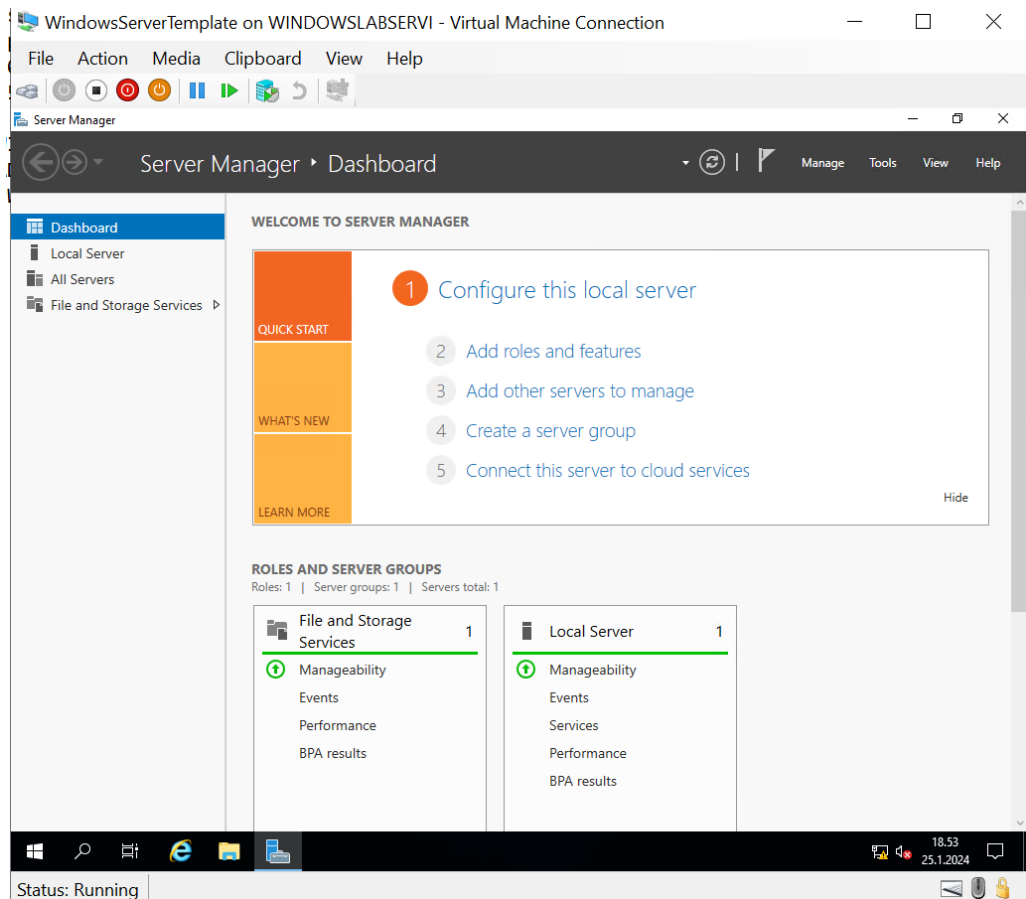 WindowsServerTemplate on WINDOWSLABSERVI - Virtual Machine Connection
File Action Media Clipboard View Help
Server Manager
Server Manager • Dashboard
Manage Tools View Help
Dashboard
Local Server
All Servers
File and Storage Services
WELCOME TO SERVER MANAGER
QUICK START
WHAT'S NEW
LEARN MORE
1 Configure this local server
2 Add roles and features
3 Add other servers to manage
4 Create a server group
5 Connect this server to cloud services
Hide
ROLES AND SERVER GROUPS
Roles: 1 | Server groups: 1 | Servers total: 1
File and Storage
Services
1
Manageability
Events
Performance
BPA results
Local Server 1
Manageability
Events
Services
Performance
BPA results
18.53
25.1.2024
Status: Running